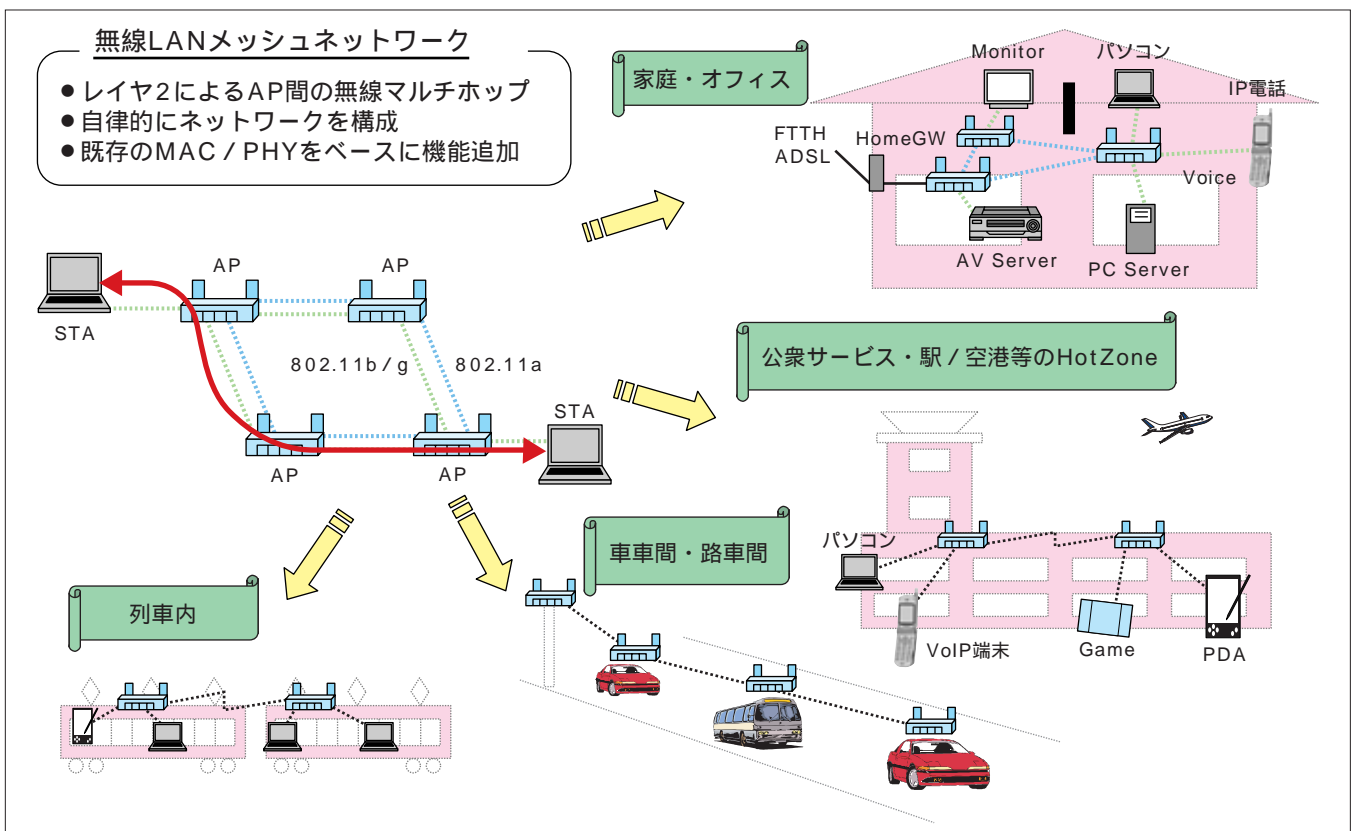 無線LANメッシュネットワーク
●レイヤ2によるAP間の無線マルチホップ
●自律的にネットワークを構成
●既存のMAC/PHYをベースに機能追加
家庭・オフィス
Monitor
パソコン
IP電話
FTTH
ADSL
HomeGW
Voice
AV Server
PC Server
AP
AP
STA
802.11b/g
802.11a
STA
AP
AP
公衆サービス・駅/空港等のHotZone
パソコン
VoIP端末
Game
PDA
車車間・路車間
列車内